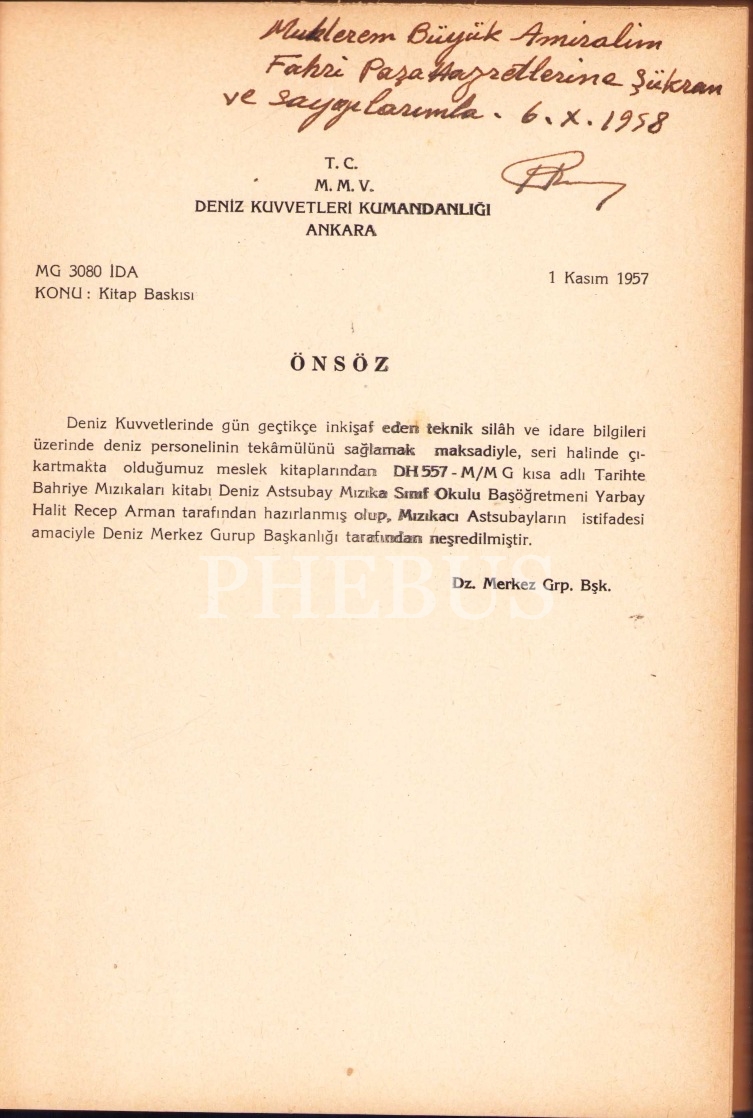 Muhterem Büyük Amiralim
Fahri Paşa Hazretlerine Şükran
ve saygılarımla. 6.X.1958
T. C.
M. M. V.
DENİZ KUVVETLERİ KUMANDANLIĞI
ANKARA
MG 3080 İDA
1 Kasım 1957
KONU : Kitap Baskısı
ÖNSÖZ
Deniz Kuvvetlerinde gün geçtikçe inkişaf eden teknik silâh ve idare bilgileri
üzerinde deniz personelinin tekâmülünü sağlamak maksadiyle, seri halinde çı-
kartmakta olduğumuz meslek kitaplarından DH 557 - M/M G kısa adlı Tarihte
Bahriye Mızıkaları kitabı Deniz Astsubay Mızıka Sınıf Okulu Başöğretmeni Yarbay
Halit Recep Arman tarafından hazırlanmış olup, Mızıkacı Astsubayların istifadesi
amaciyle Deniz Merkez Gurup Başkanlığı tarafından neşredilmiştir.
Dz. Merkez Grp. Bşk.
PHEBUS